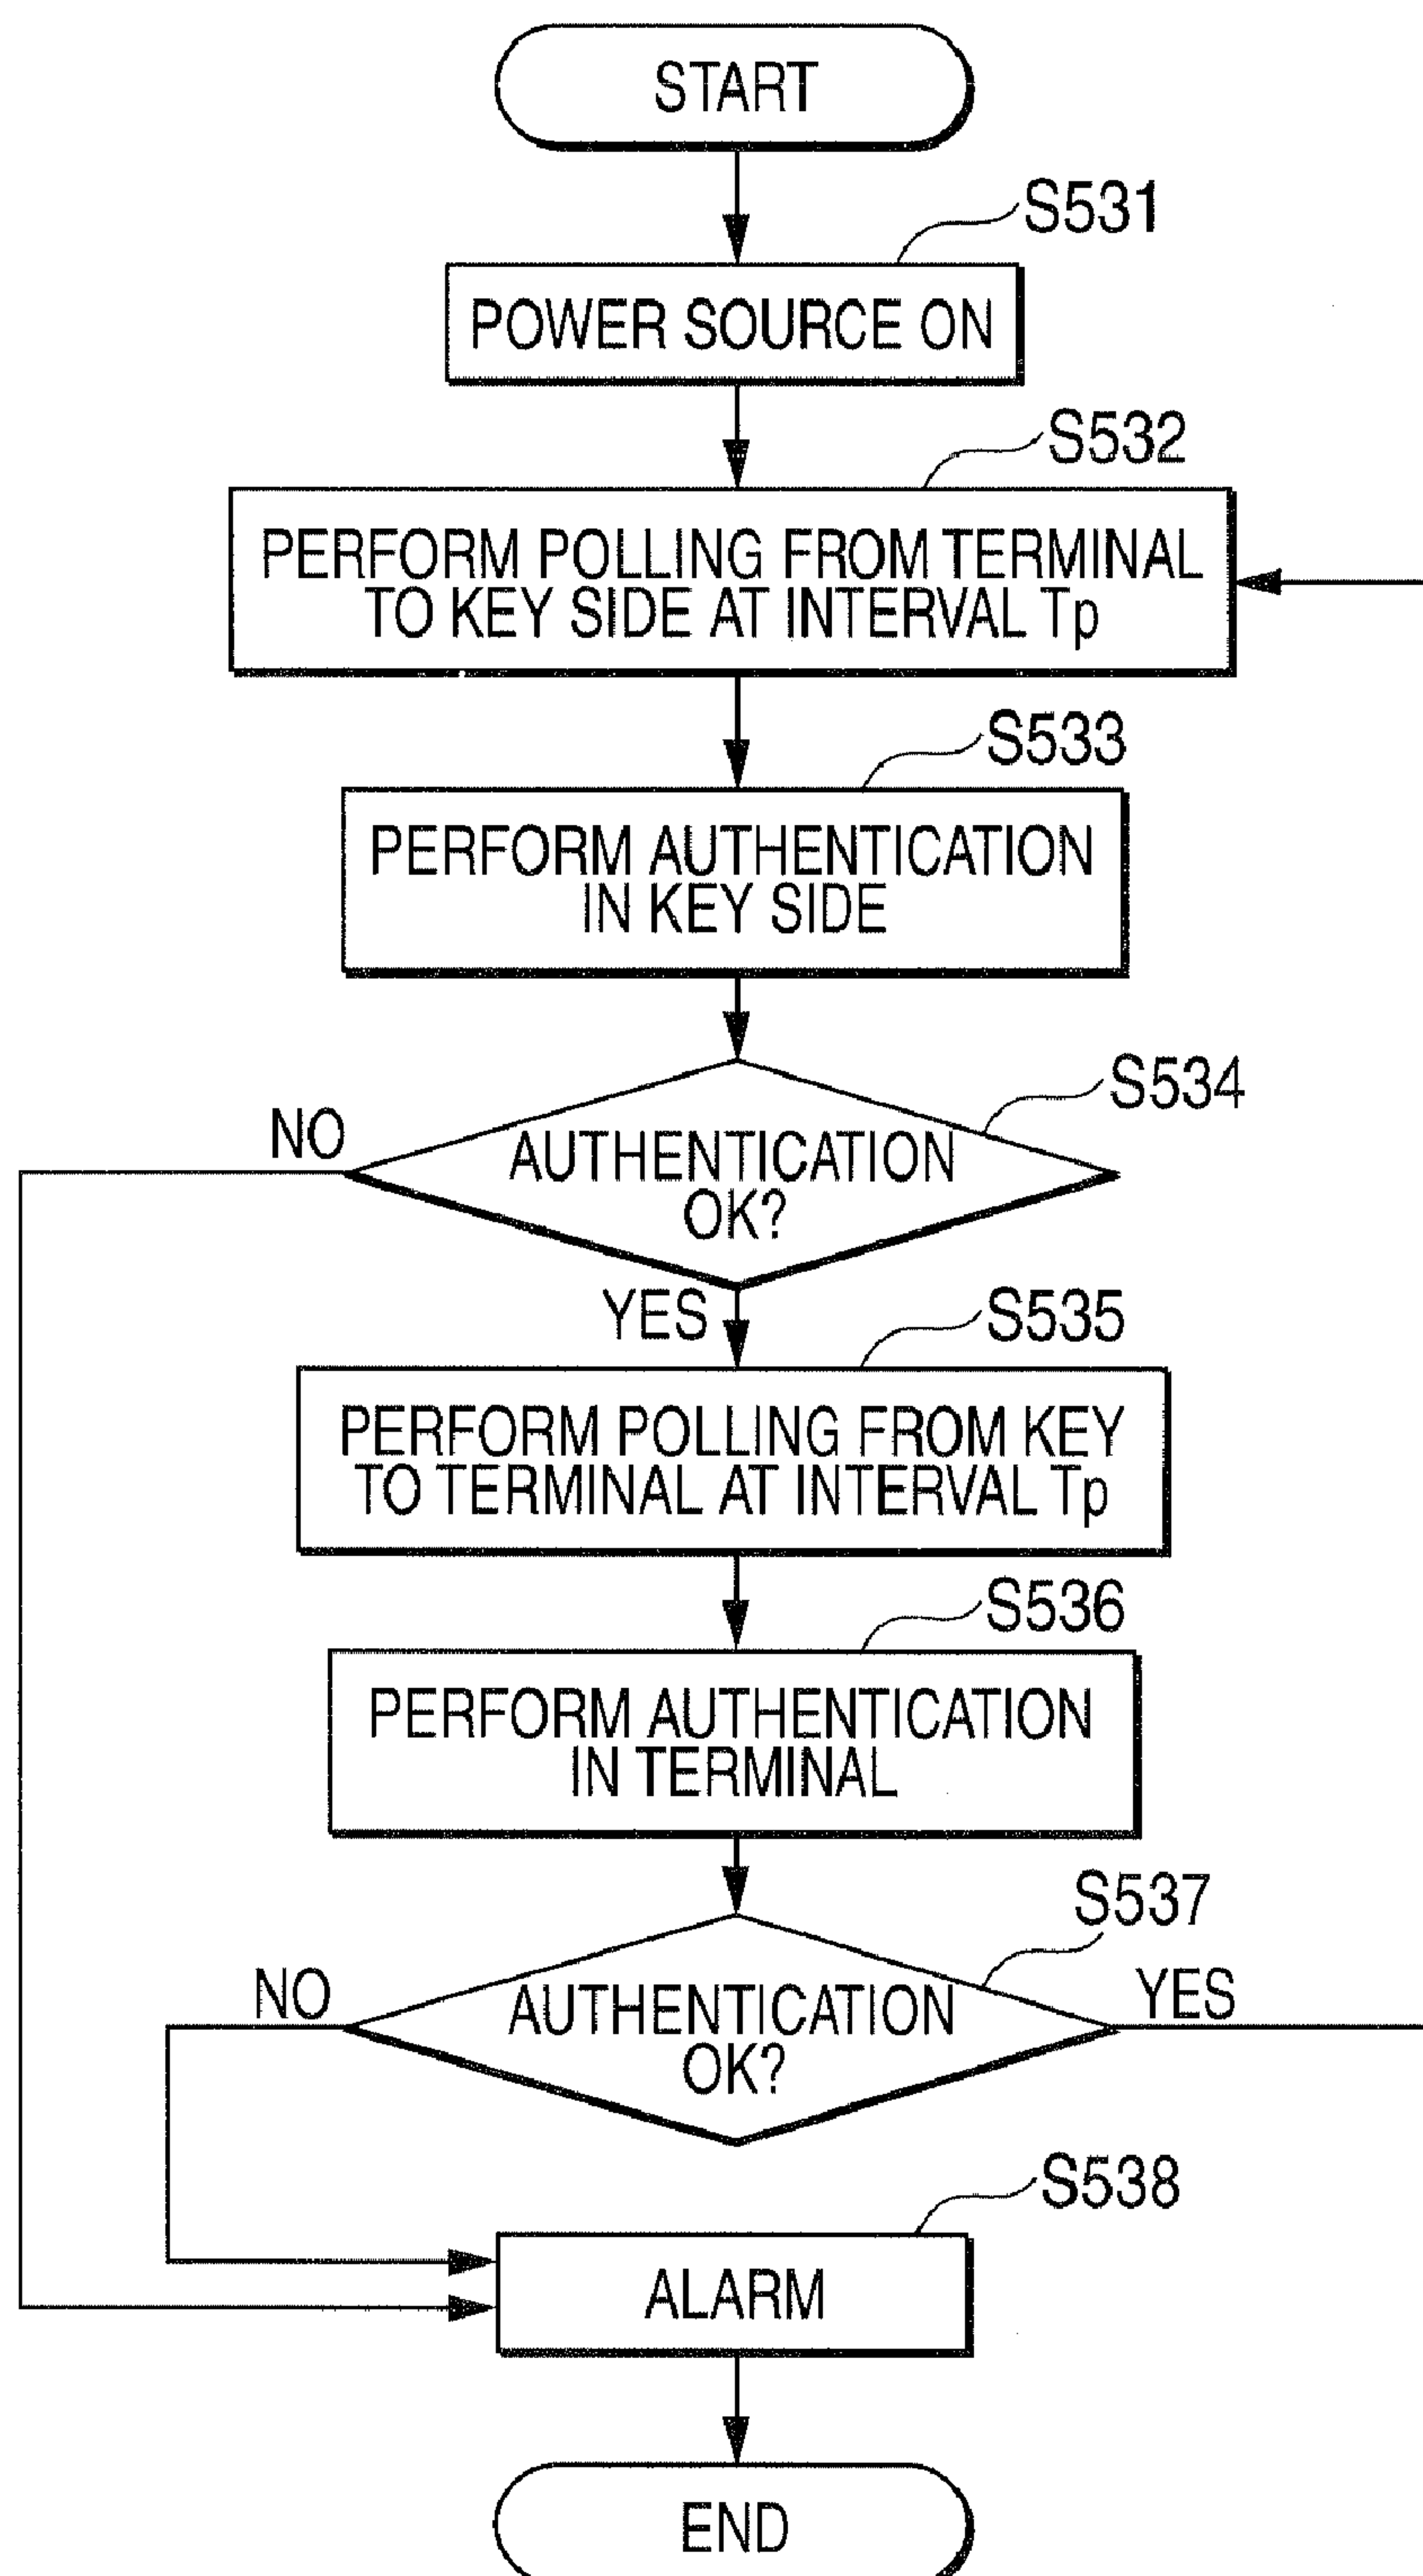 START
S531
POWER SOURCE ON
S532
PERFORM POLLING FROM TERMINAL
TO KEY SIDE AT INTERVAL Tp
S533
PERFORM AUTHENTICATION
IN KEY SIDE
S534
NO
AUTHENTICATION
OK?
YES
S535
PERFORM POLLING FROM KEY
TO TERMINAL AT INTERVAL Tp
S536
PERFORM AUTHENTICATION
IN TERMINAL
S537
NO
YES
AUTHENTICATION
OK?
S538
ALARM
END